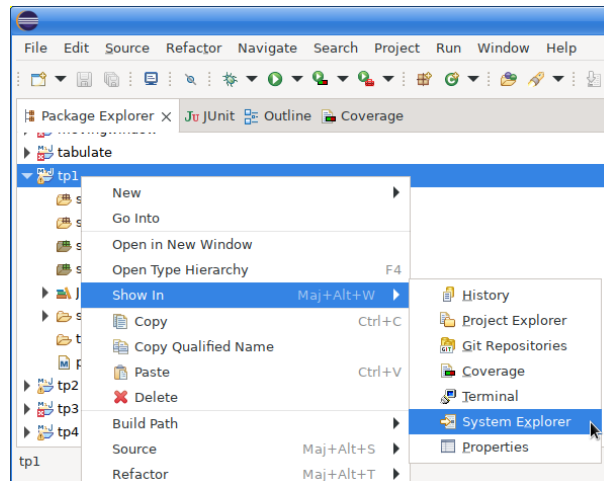 File Edit Source Refactor Navigate Search Project Run Window Help
Package Explorer JUnit Outline Coverage
movingwindow
tabulate
tp1
New
s
Go Into
s
Open in New Window
s
Open Type Hierarchy F4
s
Show In Maj+Alt+W
J
History
Copy Ctrl+C
s
Project Explorer
Copy Qualified Name
t
Git Repositories
Paste Ctrl+V
p
Coverage
Delete
tp2
Terminal
Build Path
tp3
System Explorer
Source Maj+Alt+S
tp4
Properties
Refactor Maj+Alt+T
tp1